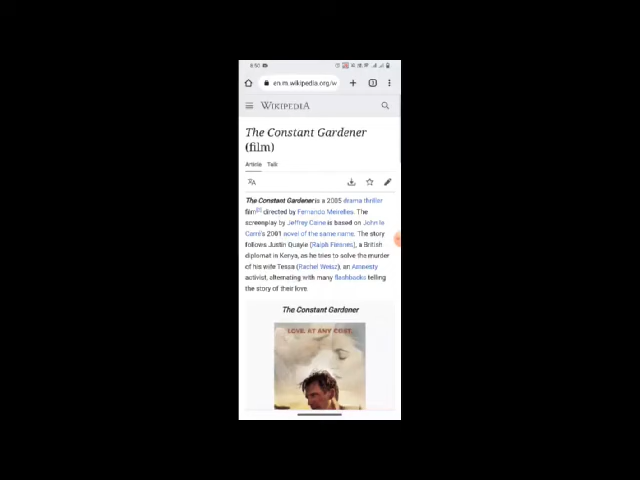 8:50
en.m.wikipedia.org/w
WIKIPEDIA
The Constant Gardener
(film)
Article Talk
The Constant Gardener is a 2005 drama thriller
film directed by Fernando Meirelles. The
screenplay by Jeffrey Caine is based on John le
Carré's 2001 novel of the same name. The story
follows Justin Quayle (Ralph Fiennes), a British
diplomat in Kenya, as he tries to solve the murder
of his wife Tessa (Rachel Weisz), an Amnesty
activist, alternating with many flashbacks telling
the story of their love.
The Constant Gardener
LOVE. AT ANY COST.